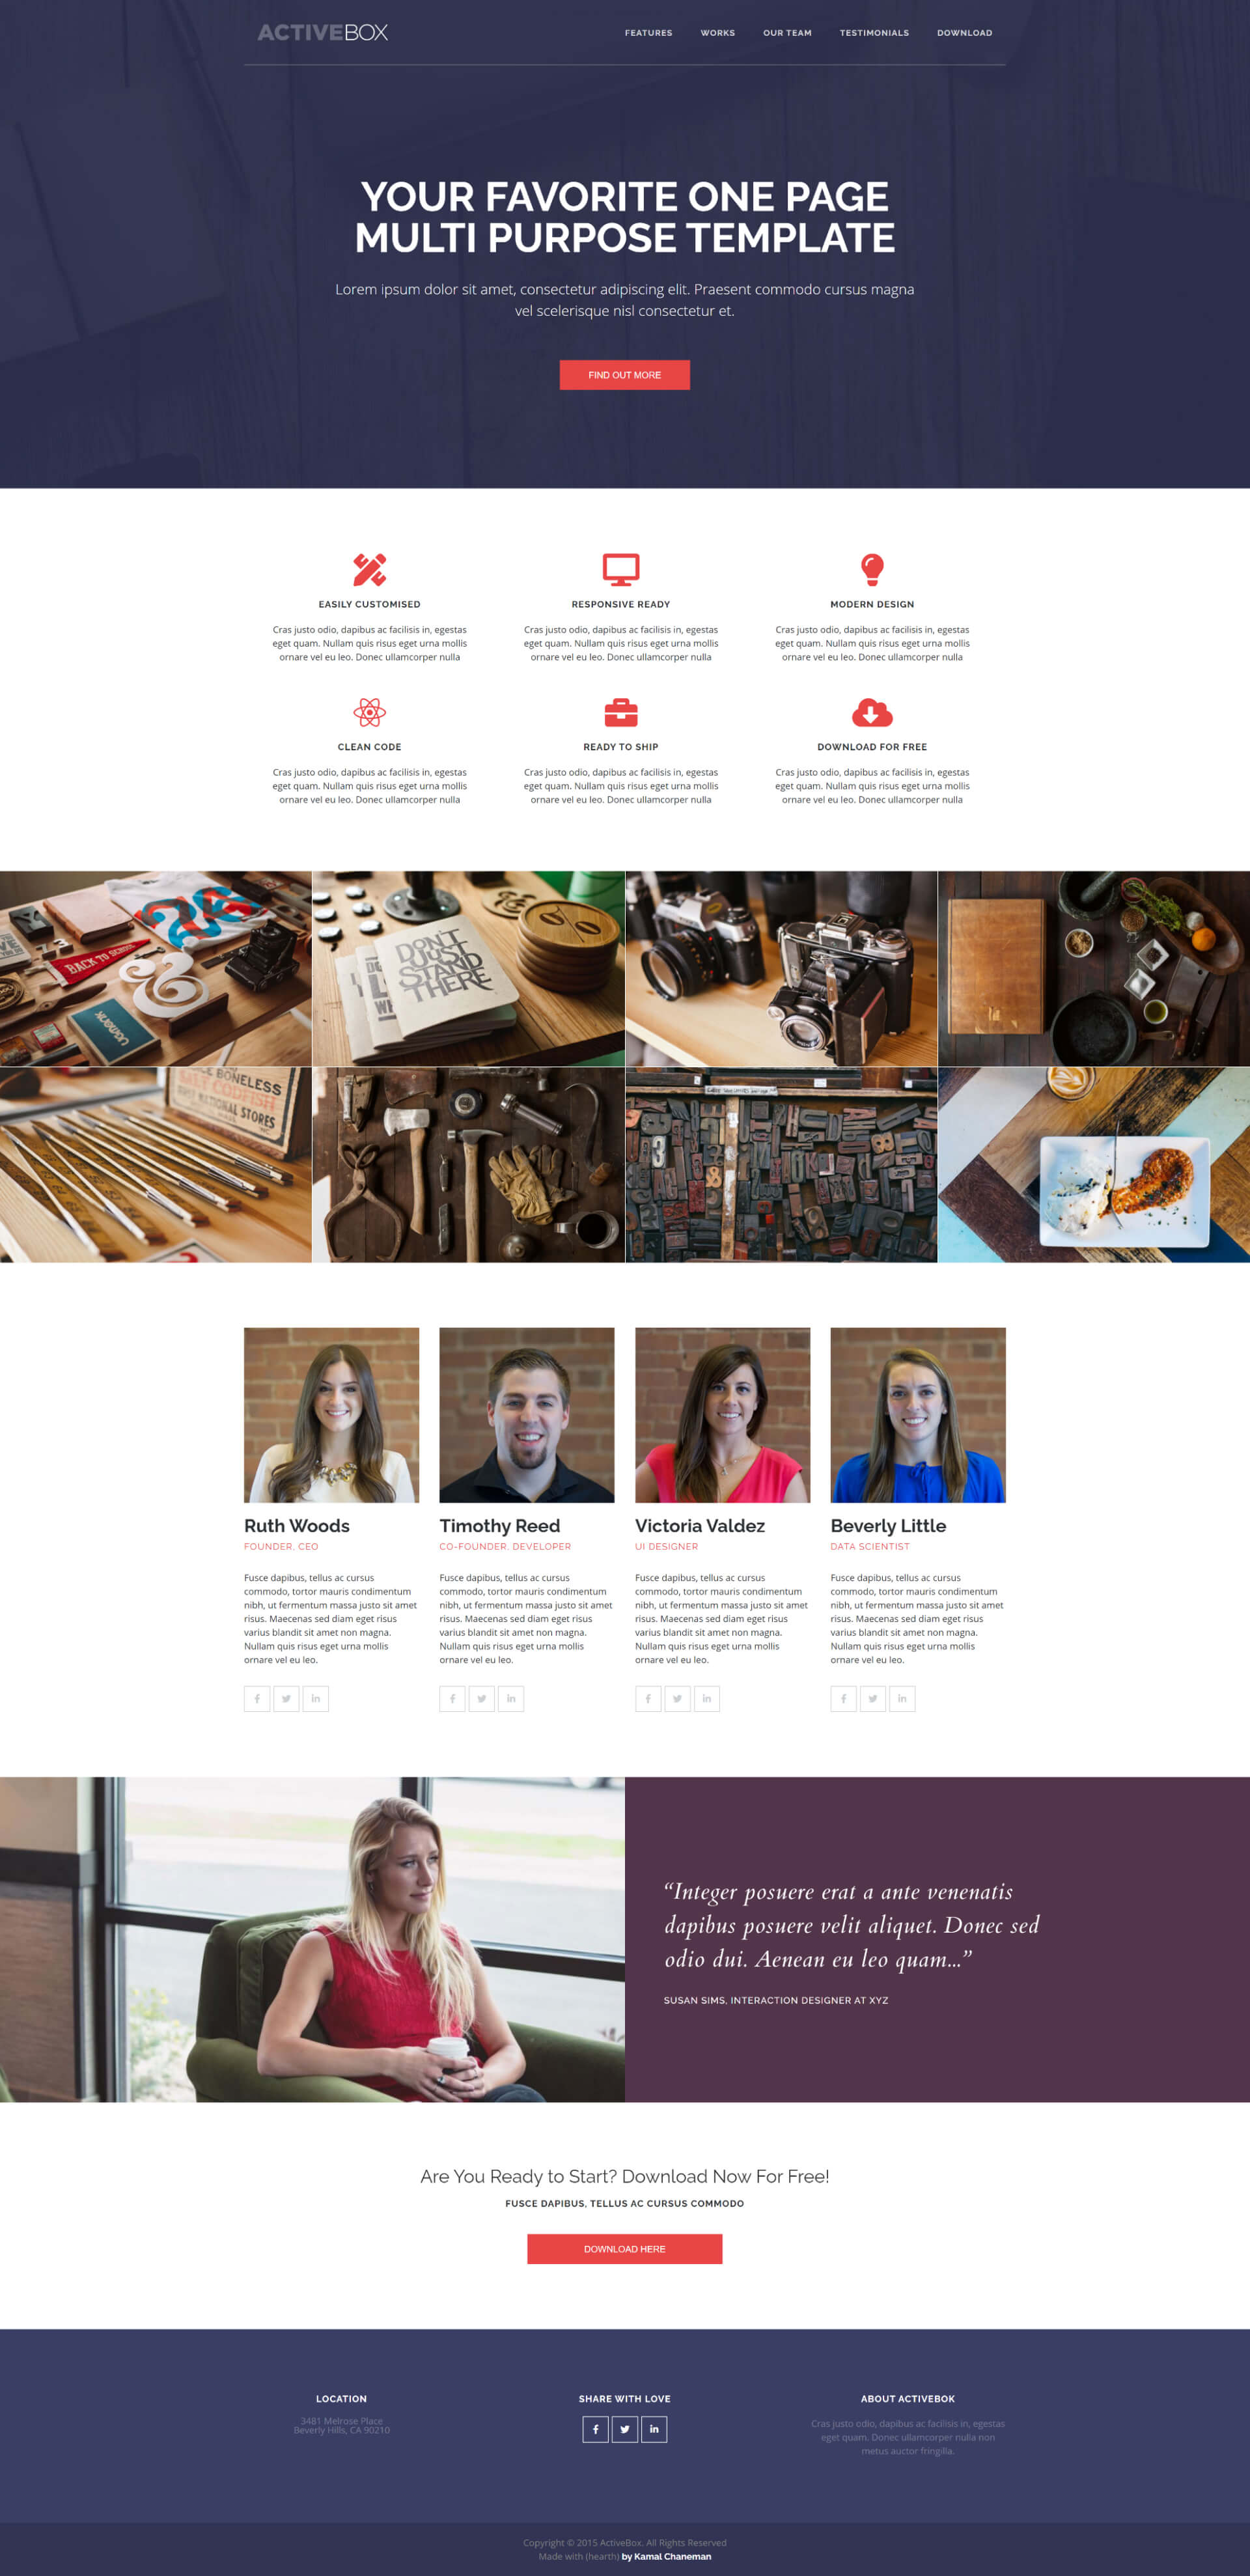 ACTIVEBOX
FEATURES WORKS OUR TEAM TESTIMONIALS DOWNLOAD
YOUR FAVORITE ONE PAGE
MULTI PURPOSE TEMPLATE
Lorem ipsum dolor sit amet, consectetur adipiscing elit. Praesent commodo cursus magna
vel scelerisque nisl consectetur et.
FIND OUT MORE
EASILY CUSTOMISED
Cras justo odio, dapibus ac facilisis in, egestas
eget quam. Nullam quis risus eget urna mollis
ornare vel eu leo. Donec ullamcorper nulla
RESPONSIVE READY
Cras justo odio, dapibus ac facilisis in, egestas
eget quam. Nullam quis risus eget urna mollis
ornare vel eu leo. Donec ullamcorper nulla
MODERN DESIGN
Cras justo odio, dapibus ac facilisis in, egestas
eget quam. Nullam quis risus eget urna mollis
ornare vel eu leo. Donec ullamcorper nulla
CLEAN CODE
Cras justo odio, dapibus ac facilisis in, egestas
eget quam. Nullam quis risus eget urna mollis
ornare vel eu leo. Donec ullamcorper nulla
READY TO SHIP
Cras justo odio, dapibus ac facilisis in, egestas
eget quam. Nullam quis risus eget urna mollis
ornare vel eu leo. Donec ullamcorper nulla
DOWNLOAD FOR FREE
Cras justo odio, dapibus ac facilisis in, egestas
eget quam. Nullam quis risus eget urna mollis
ornare vel eu leo. Donec ullamcorper nulla
BACK TO SCHOOL
&
DON'T
JUST
STAND
THERE
BONELESS
NATIONAL STORES
Ruth Woods
FOUNDER, CEO
Fusce dapibus, tellus ac cursus
commodo, tortor mauris condimentum
nibh, ut fermentum massa justo sit amet
risus. Maecenas sed diam eget risus
varius blandit sit amet non magna.
Nullam quis risus eget urna mollis
ornare vel eu leo.
Timothy Reed
CO-FOUNDER, DEVELOPER
Fusce dapibus, tellus ac cursus
commodo, tortor mauris condimentum
nibh, ut fermentum massa justo sit amet
risus. Maecenas sed diam eget risus
varius blandit sit amet non magna.
Nullam quis risus eget urna mollis
ornare vel eu leo.
Victoria Valdez
UI DESIGNER
Fusce dapibus, tellus ac cursus
commodo, tortor mauris condimentum
nibh, ut fermentum massa justo sit amet
risus. Maecenas sed diam eget risus
varius blandit sit amet non magna.
Nullam quis risus eget urna mollis
ornare vel eu leo.
Beverly Little
DATA SCIENTIST
Fusce dapibus, tellus ac cursus
commodo, tortor mauris condimentum
nibh, ut fermentum massa justo sit amet
risus. Maecenas sed diam eget risus
varius blandit sit amet non magna.
Nullam quis risus eget urna mollis
ornare vel eu leo.
“Integer posuere erat a ante venenatis
dapibus posuere velit aliquet. Donec sed
odio dui. Aenean eu leo quam...”
SUSAN SIMS, INTERACTION DESIGNER AT XYZ
Are You Ready to Start? Download Now For Free!
FUSCE DAPIBUS, TELLUS AC CURSUS COMMODO
DOWNLOAD HERE
LOCATION
3481 Melrose Place
Beverly Hills, CA 90210
SHARE WITH LOVE
ABOUT ACTIVEBOK
Cras justo odio, dapibus ac facilisis in, egestas
eget quam. Donec ullamcorper nulla non
metus auctor fringilla.
Copyright © 2015 ActiveBox. All Rights Reserved
Made with (hearth) by Kamal Chaneman